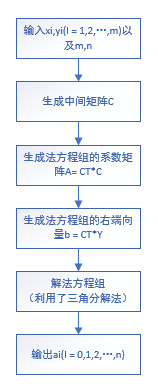 输入xi,yi(I = 1,2,…,m)以
及m,n
生成中间矩阵C
生成法方程组的系数矩
阵A= CT*C
生成法方程组的右端向
量b = CT*Y
解法方程组
（利用了三角分解法）
输出ai(I = 0,1,2,…,n)